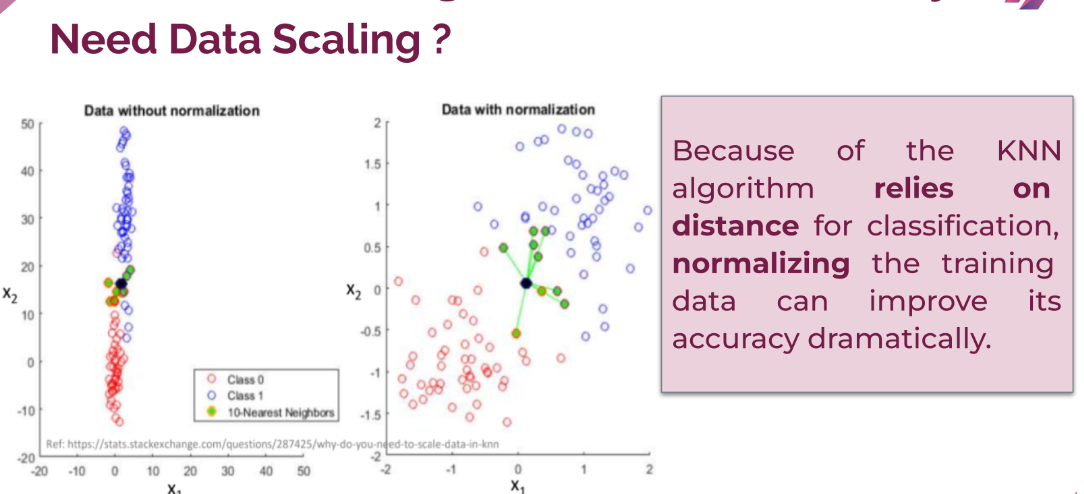 Need Data Scaling ?
Data without normalization
50
40
30
20
10
0
-10
-20
X2
-20 -10 0 10 20 30 40 50
X1
Class 0
Class 1
10-Nearest Neighbors
Data with normalization
2
1.5
1
0.5
0
-0.5
-1
-1.5
-2
X2
-2 -1 0 1 2
X1
Ref: https://stats.stackexchange.com/questions/287425/why-do-you-need-to-scale-data-in-knn
Because of the KNN
algorithm relies on
distance for classification,
normalizing the training
data can improve its
accuracy dramatically.